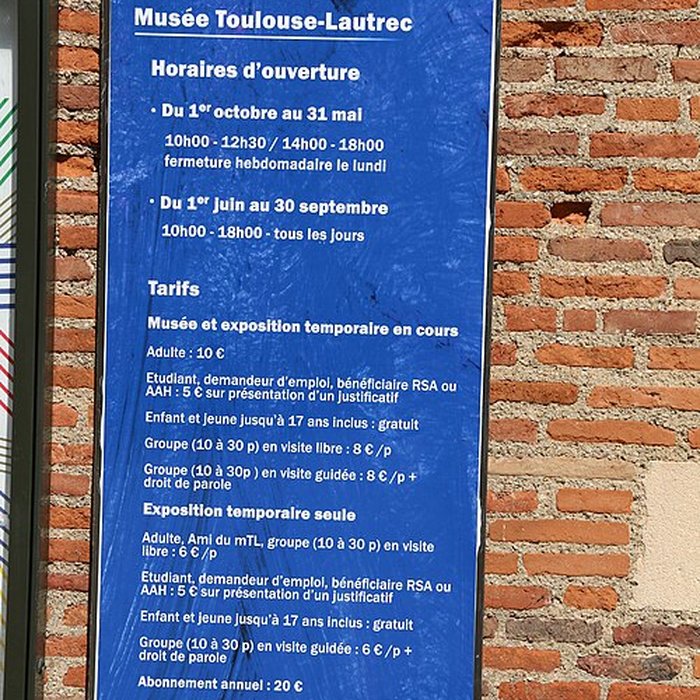 Musée Toulouse-Lautrec
Horaires d'ouverture
• Du 1er octobre au 31 mai
10h00 - 12h30 / 14h00 - 18h00
fermeture hebdomadaire le lundi
• Du 1er juin au 30 septembre
10h00 - 18h00 - tous les jours
Tarifs
Musée et exposition temporaire en cours
Adulte : 10 €
Etudiant, demandeur d'emploi, bénéficiaire RSA ou
AAH : 5 € sur présentation d'un justificatif
Enfant et jeune jusqu'à 17 ans inclus : gratuit
Groupe (10 à 30 p) en visite libre : 8 € /p
Groupe (10 à 30p ) en visite guidée : 8 € /p +
droit de parole
Exposition temporaire seule
Adulte, Ami du mTL, groupe (10 à 30 p) en visite
libre : 6 € /p
Etudiant, demandeur d'emploi, bénéficiaire RSA ou
AAH : 5 € sur présentation d'un justificatif
Enfant et jeune jusqu'à 17 ans inclus : gratuit
Groupe (10 à 30 p) en visite guidée : 6 € /p +
droit de parole
Abonnement annuel : 20 €